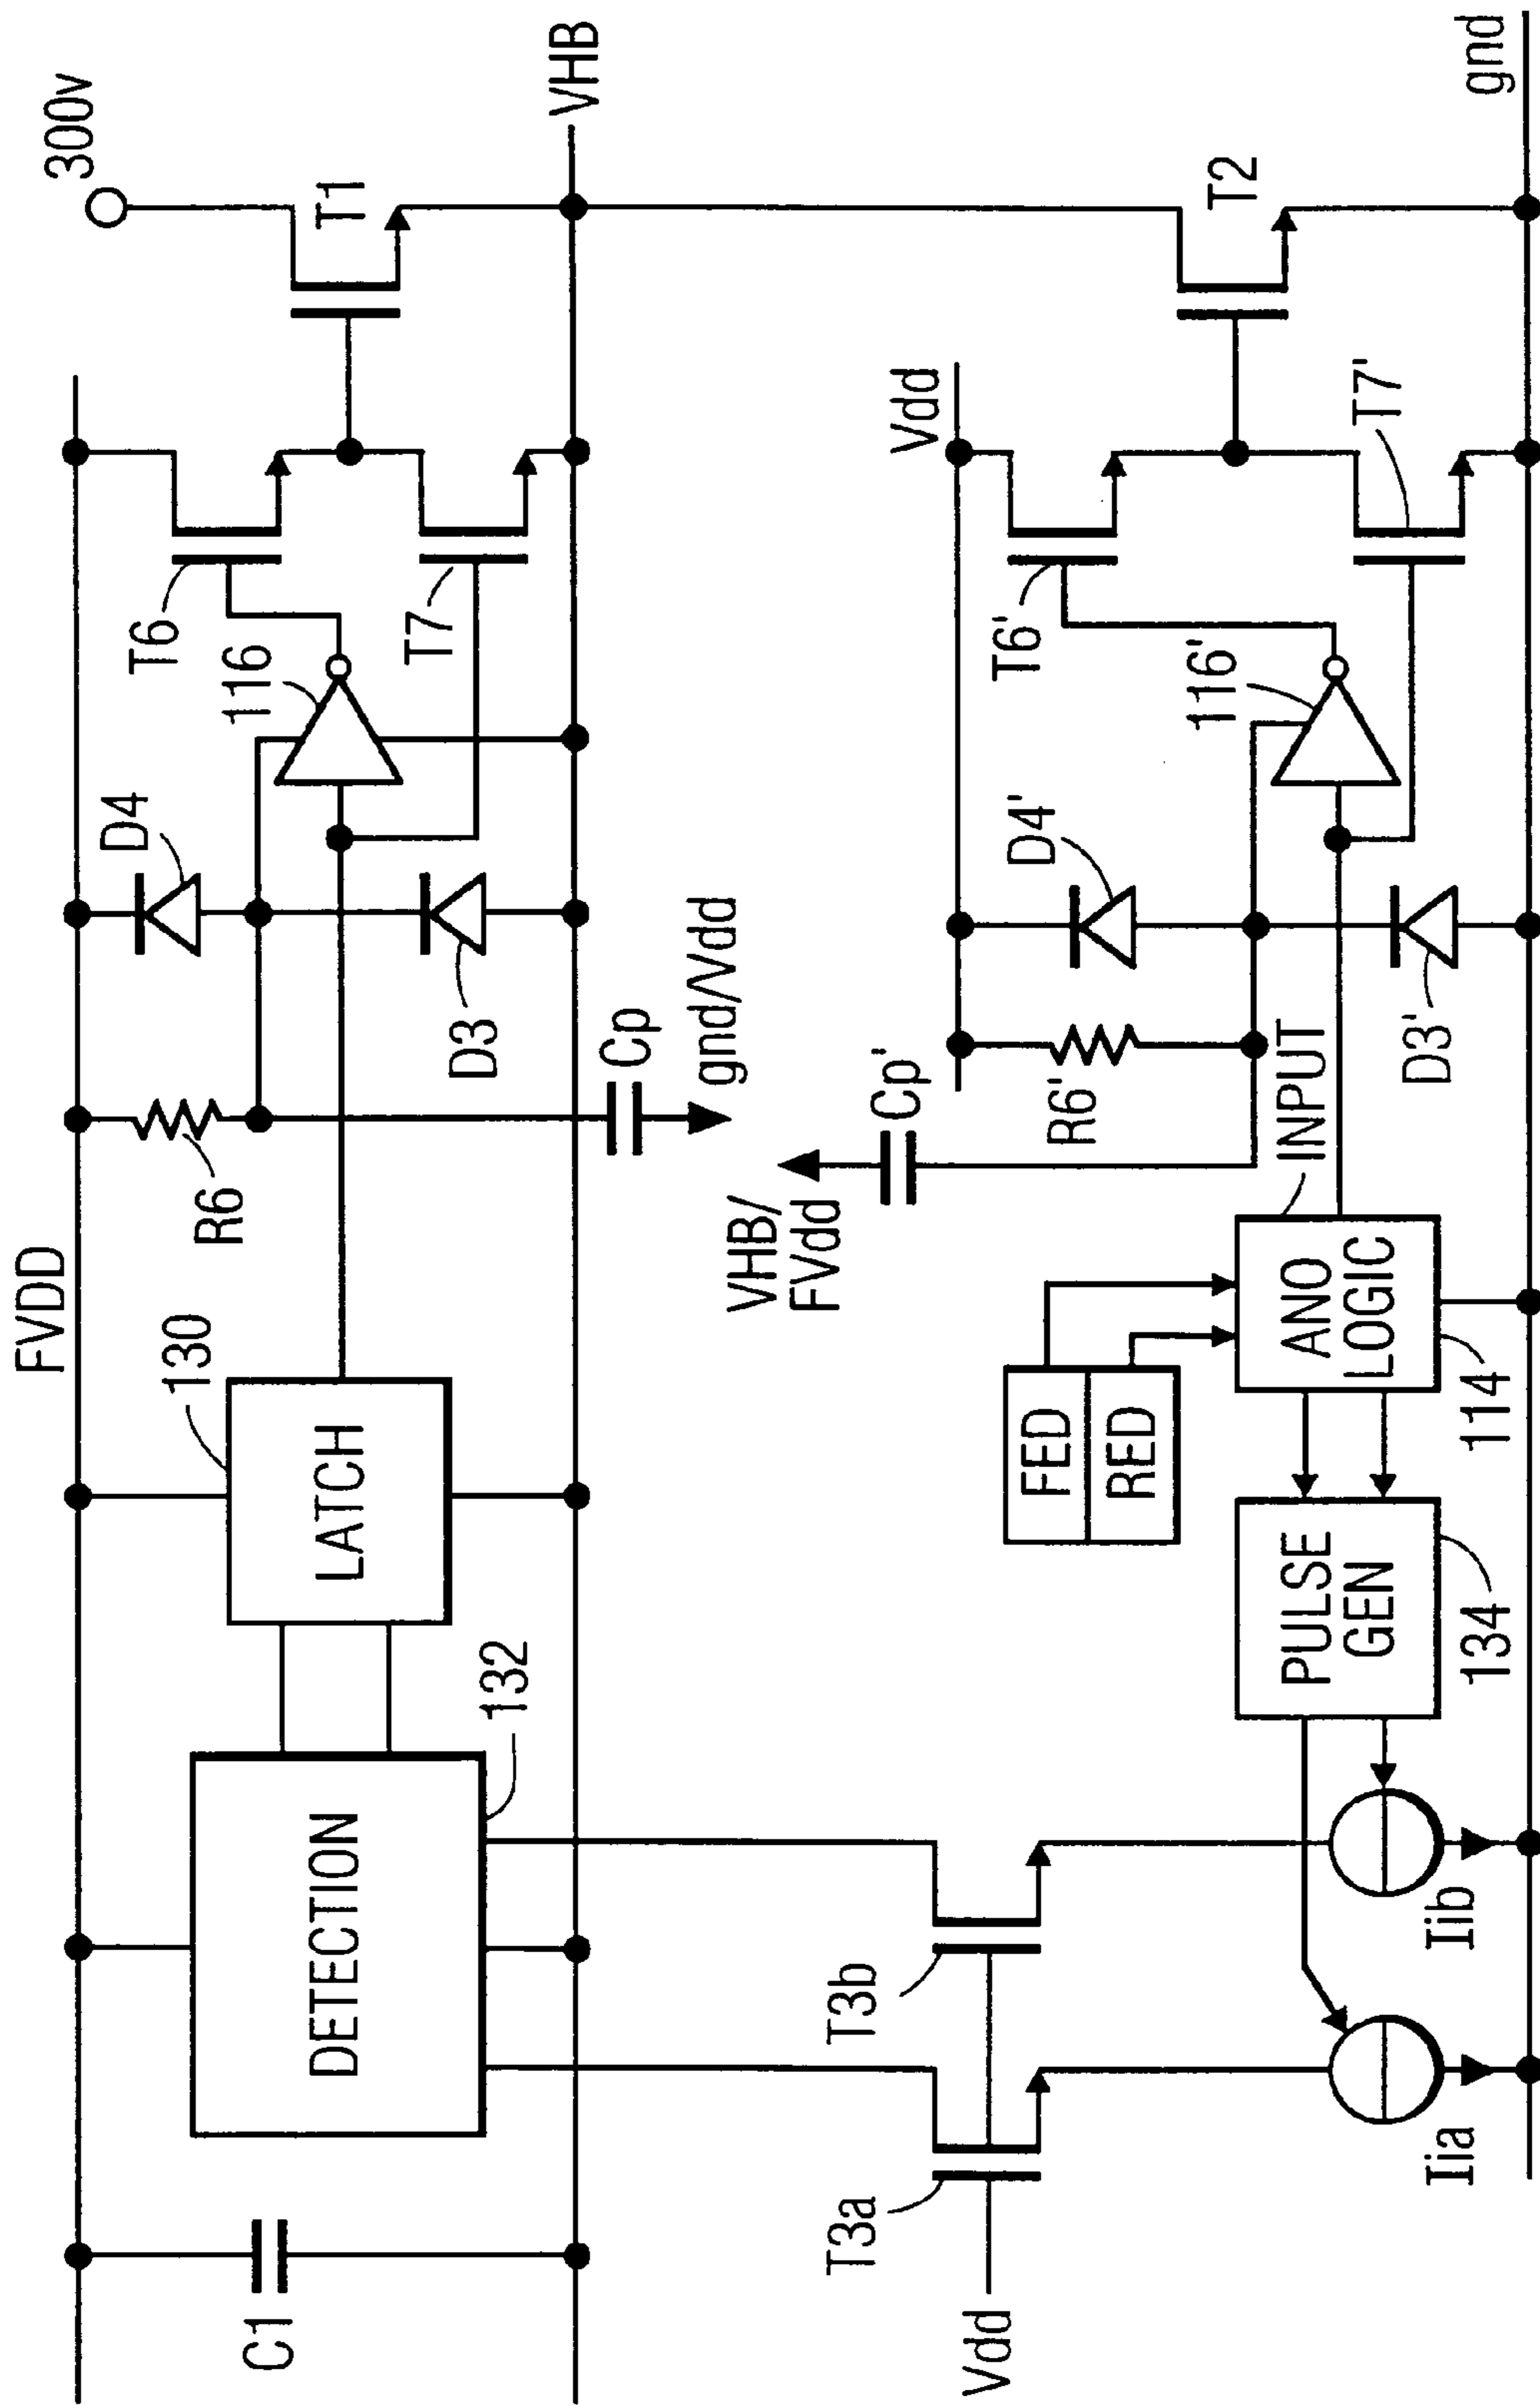 300v
FVDD
D4
T6
116
T1
130
R6
T7
LATCH
D3
132
DETECTION
C1
VHB
Cp
gnd/Vdd
VHB/
FVdd
Cp'
Vdd
T6'
D4'
R6'
116'
T2
T3b
T3a
Vdd
FED
RED
INPUT
ANO
LOGIC
114
PULSE
GEN
134
D3'
T7'
Iib
Iia
gnd